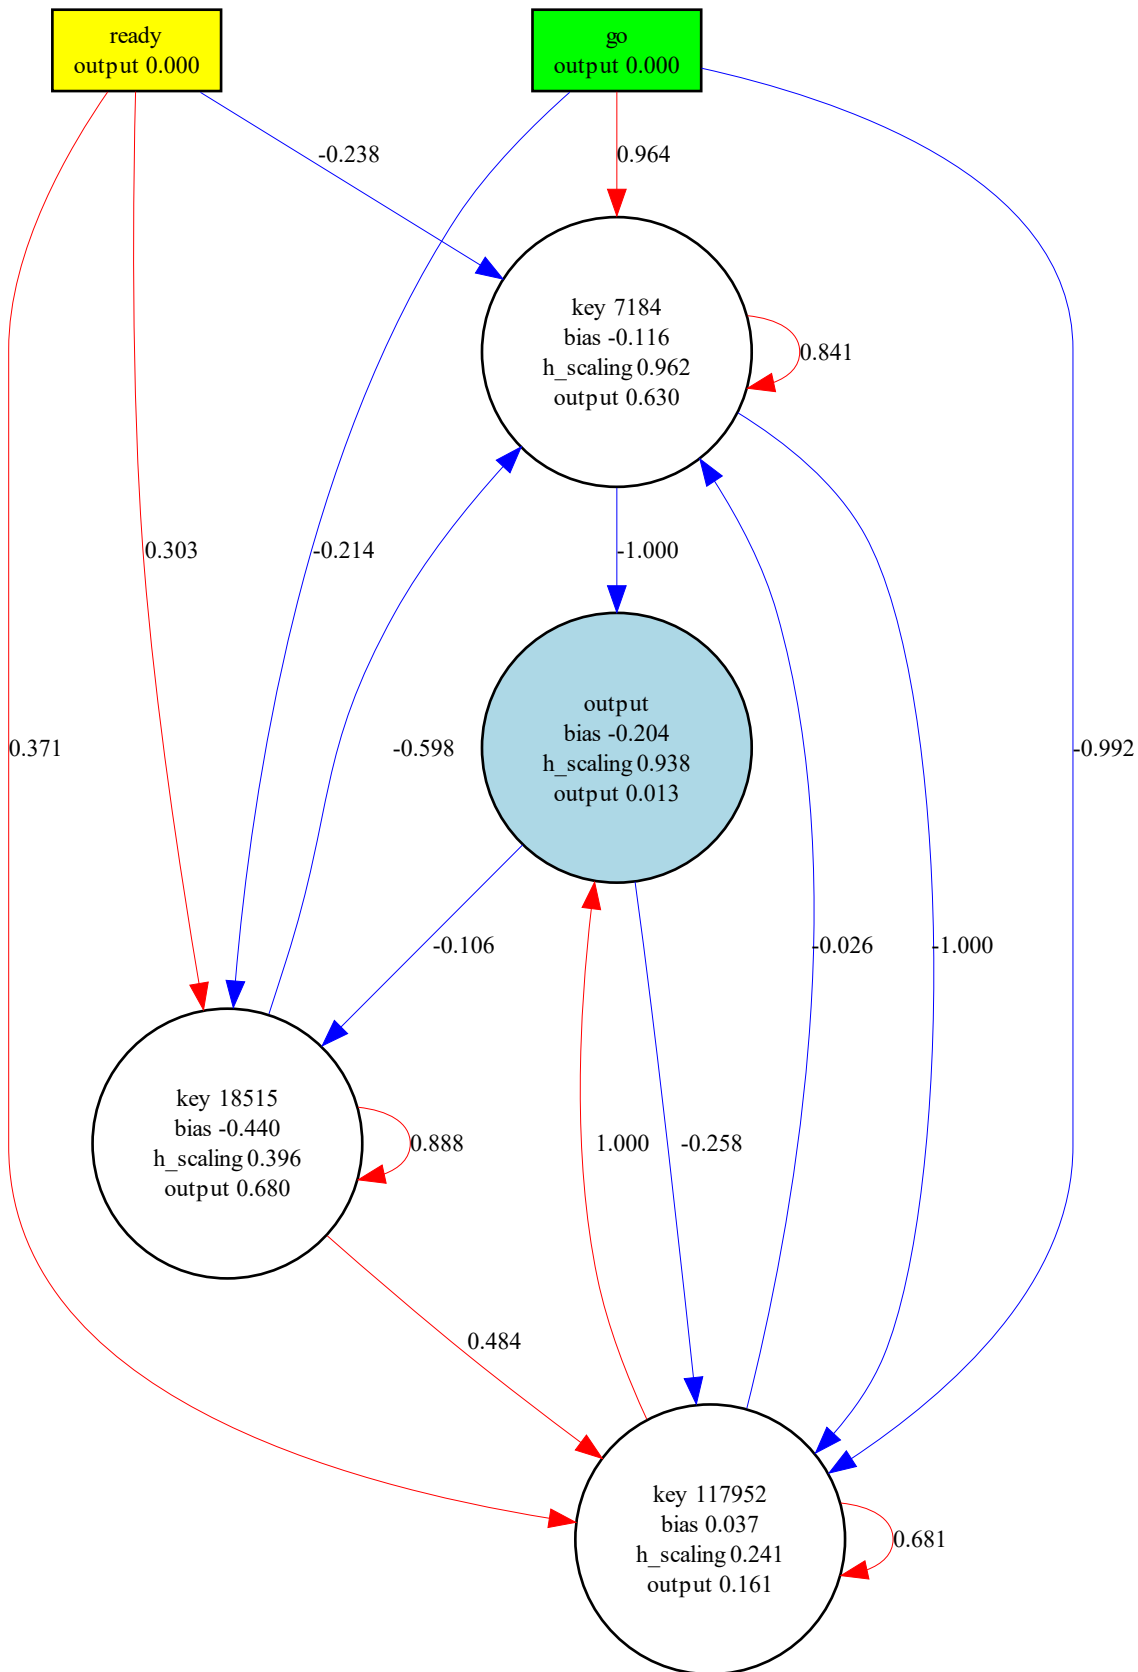 ready
output 0.000
go
output 0.000
-0.238
0.964
key 7184
bias -0.116
h_scaling 0.962
output 0.630
0.841
0.303
-0.214
-1.000
output
bias -0.204
h_scaling 0.938
output 0.013
0.371
-0.598
-0.992
-0.106
-0.026
-1.000
key 18515
bias -0.440
h_scaling 0.396
output 0.680
0.888
1.000
-0.258
0.484
key 117952
bias 0.037
h_scaling 0.241
output 0.161
0.681